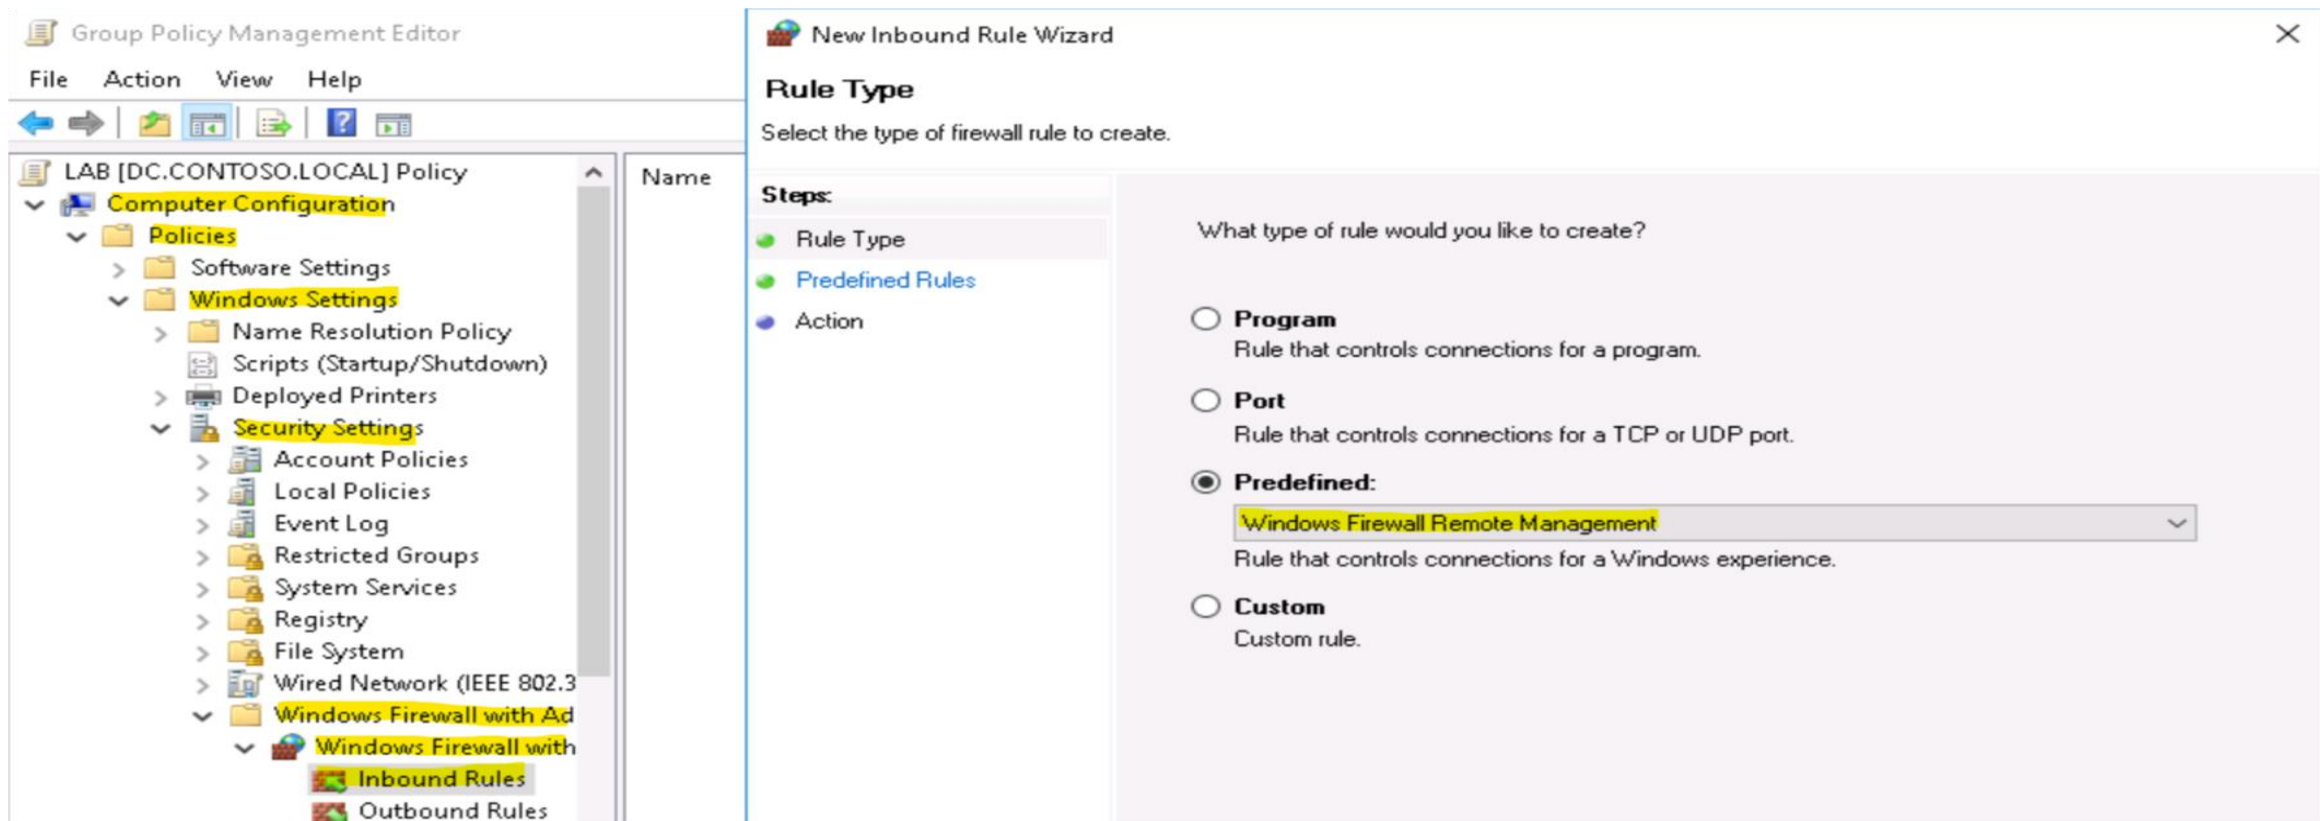 Group Policy Management Editor
File Action View Help
LAB [DC.CONTOSO.LOCAL] Policy
Computer Configuration
Policies
Software Settings
Windows Settings
Name Resolution Policy
Scripts (Startup/Shutdown)
Deployed Printers
Security Settings
Account Policies
Local Policies
Event Log
Restricted Groups
System Services
Registry
File System
Wired Network (IEEE 802.3
Windows Firewall with Ad
Windows Firewall with
Inbound Rules
Outbound Rules
Name
New Inbound Rule Wizard
Rule Type
Select the type of firewall rule to create.
Steps:
Rule Type
Predefined Rules
Action
What type of rule would you like to create?
Program
Rule that controls connections for a program.
Port
Rule that controls connections for a TCP or UDP port.
Predefined:
Windows Firewall Remote Management
Rule that controls connections for a Windows experience.
Custom
Custom rule.